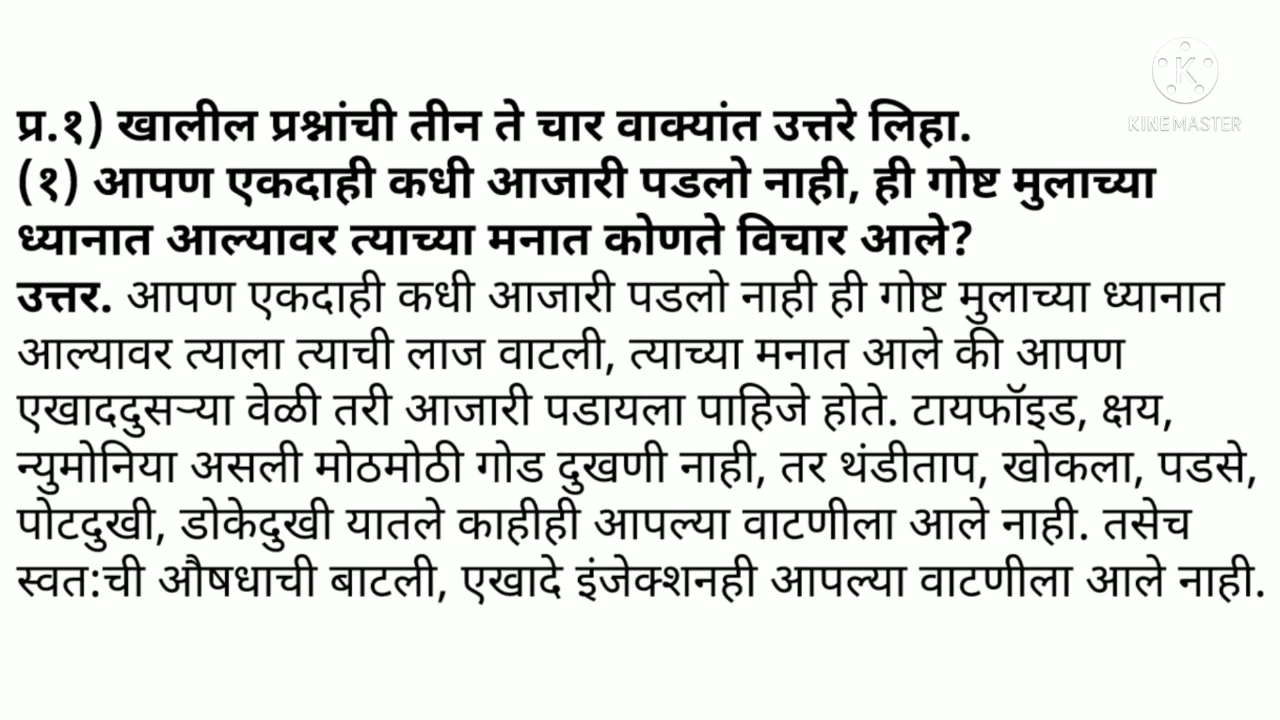 प्र.१) खालील प्रश्नांची तीन ते चार वाक्यांत उत्तरे लिहा.
(१) आपण एकदाही कधी आजारी पडलो नाही, ही गोष्ट मुलाच्या
ध्यानात आल्यावर त्याच्या मनात कोणते विचार आले?
उत्तर. आपण एकदाही कधी आजारी पडलो नाही ही गोष्ट मुलाच्या ध्यानात
आल्यावर त्याला त्याची लाज वाटली, त्याच्या मनात आले की आपण
एखाददुसऱ्या वेळी तरी आजारी पडायला पाहिजे होते. टायफॉइड, क्षय,
न्युमोनिया असली मोठमोठी गोड दुखणी नाही, तर थंडीताप, खोकला, पडसे,
पोटदुखी, डोकेदुखी यातले काहीही आपल्या वाटणीला आले नाही. तसेच
स्वत:ची औषधाची बाटली, एखादे इंजेक्शनही आपल्या वाटणीला आले नाही.
K
KINEMASTER